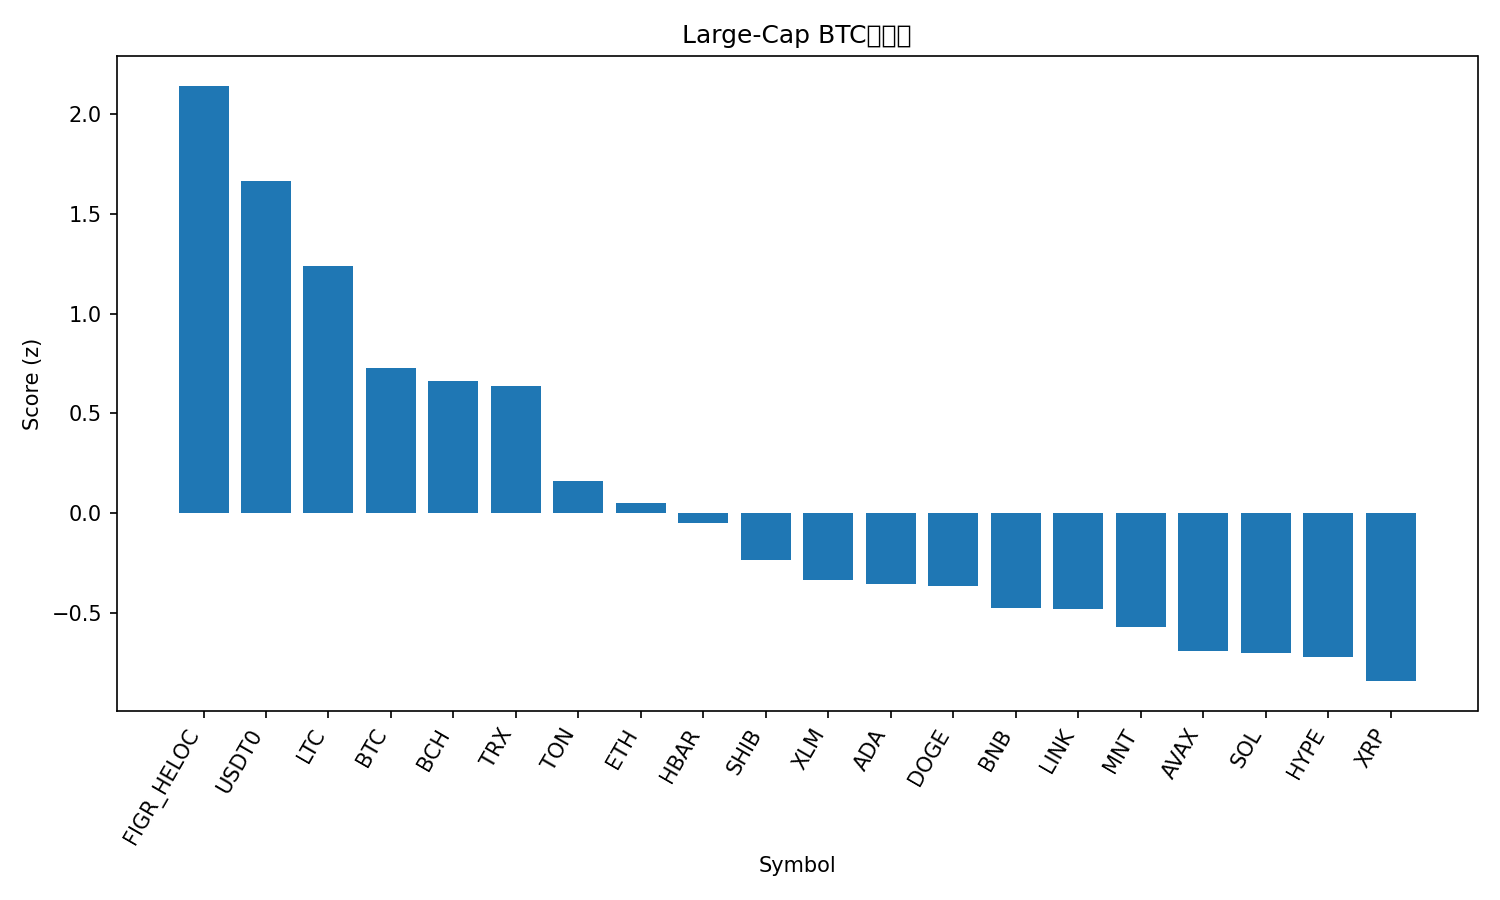 Large-Cap BTC
2.0
1.5
1.0
0.5
0.0
−0.5
Score (z)
FIGR_HELOC
USDT0
LTC
BTC
BCH
TRX
TON
ETH
HBAR
SHIB
XLM
ADA
DOGE
BNB
LINK
MNT
AVAX
SOL
HYPE
XRP
Symbol